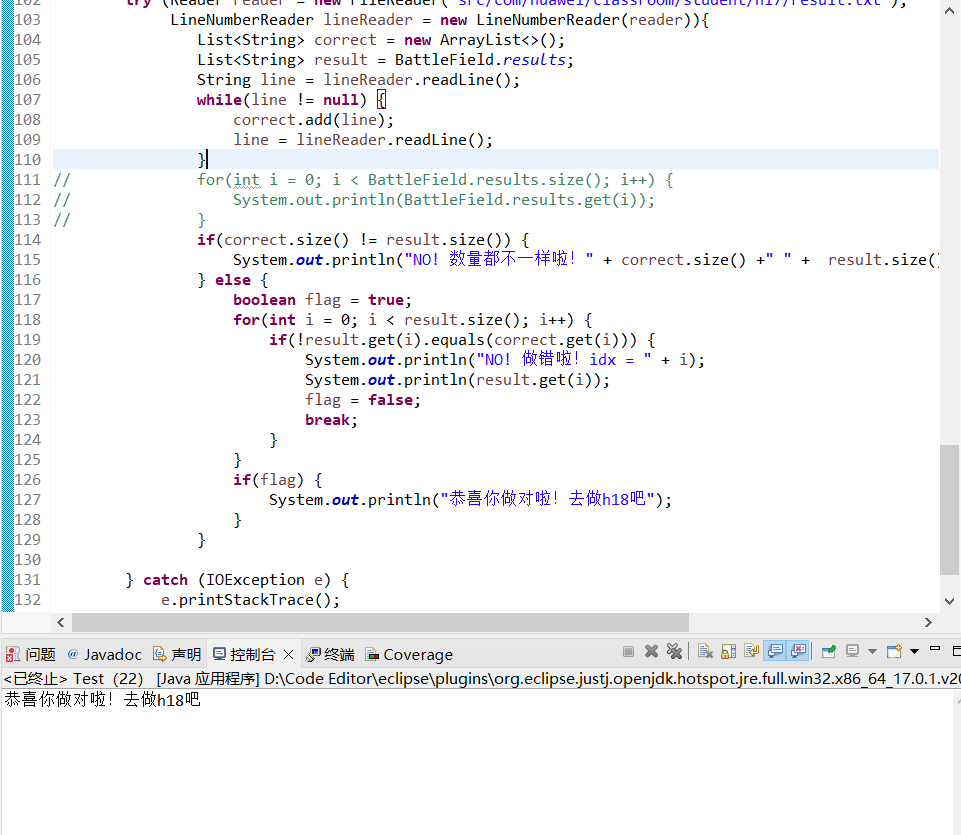 102         try (Reader reader = new FileReader("src/com/huawei/classroom/student/h17/result.txt");
103              LineNumberReader lineReader = new LineNumberReader(reader)){
104                 List<String> correct = new ArrayList<>();
105                 List<String> result = BattleField.results;
106                 String line = lineReader.readLine();
107                 while(line != null) {
108                     correct.add(line);
109                     line = lineReader.readLine();
110                 }
111 //              for(int i = 0; i < BattleField.results.size(); i++) {
112 //                  System.out.println(BattleField.results.get(i));
113 //              }
114                 if(correct.size() != result.size()) {
115                     System.out.println("NO! 数量都不一样啦! " + correct.size() +" " +  result.size()
116                 } else {
117                     boolean flag = true;
118                     for(int i = 0; i < result.size(); i++) {
119                         if(!result.get(i).equals(correct.get(i))) {
120                             System.out.println("NO! 做错啦! idx = " + i);
121                             System.out.println(result.get(i));
122                             flag = false;
123                             break;
124                         }
125                     }
126                     if(flag) {
127                         System.out.println("恭喜你做对啦! 去做h18吧");
128                     }
129                 }
130
131         } catch (IOException e) {
132             e.printStackTrace();
问题 @ Javadoc 声明 控制台 终端 Coverage
<已终止> Test (22) [Java 应用程序] D:\Code Editor\eclipse\plugins\org.eclipse.justj.openjdk.hotspot.jre.full.win32.x86_64_17.0.1.v20
恭喜你做对啦! 去做h18吧